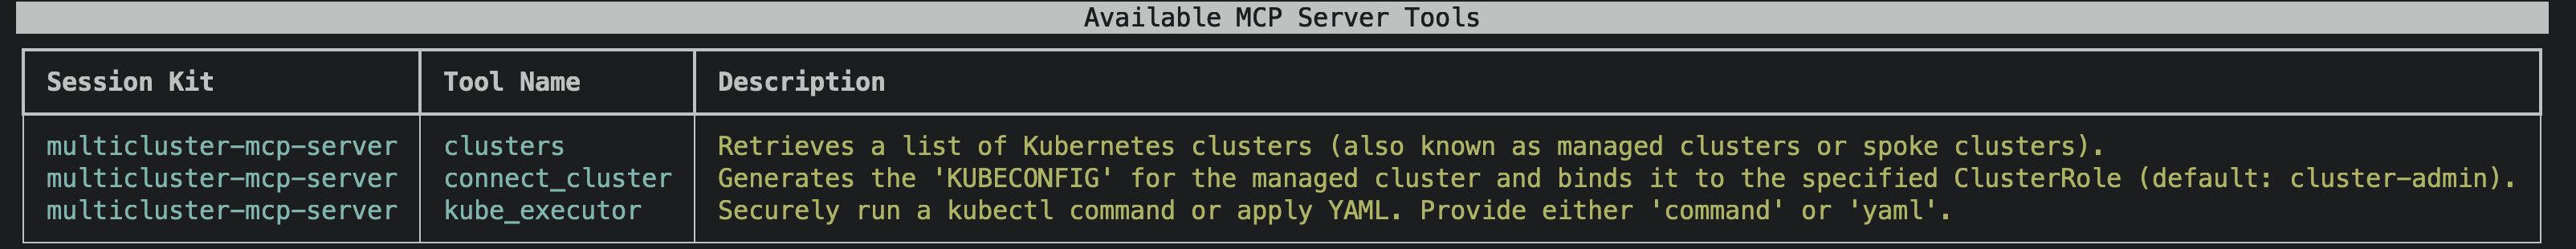 Available MCP Server Tools
Session Kit Tool Name Description
multicluster-mcp-server clusters Retrieves a list of Kubernetes clusters (also known as managed clusters or spoke clusters).
multicluster-mcp-server connect_cluster Generates the 'KUBECONFIG' for the managed cluster and binds it to the specified ClusterRole (default: cluster-admin).
multicluster-mcp-server kube_executor Securely run a kubectl command or apply YAML. Provide either 'command' or 'yaml'.